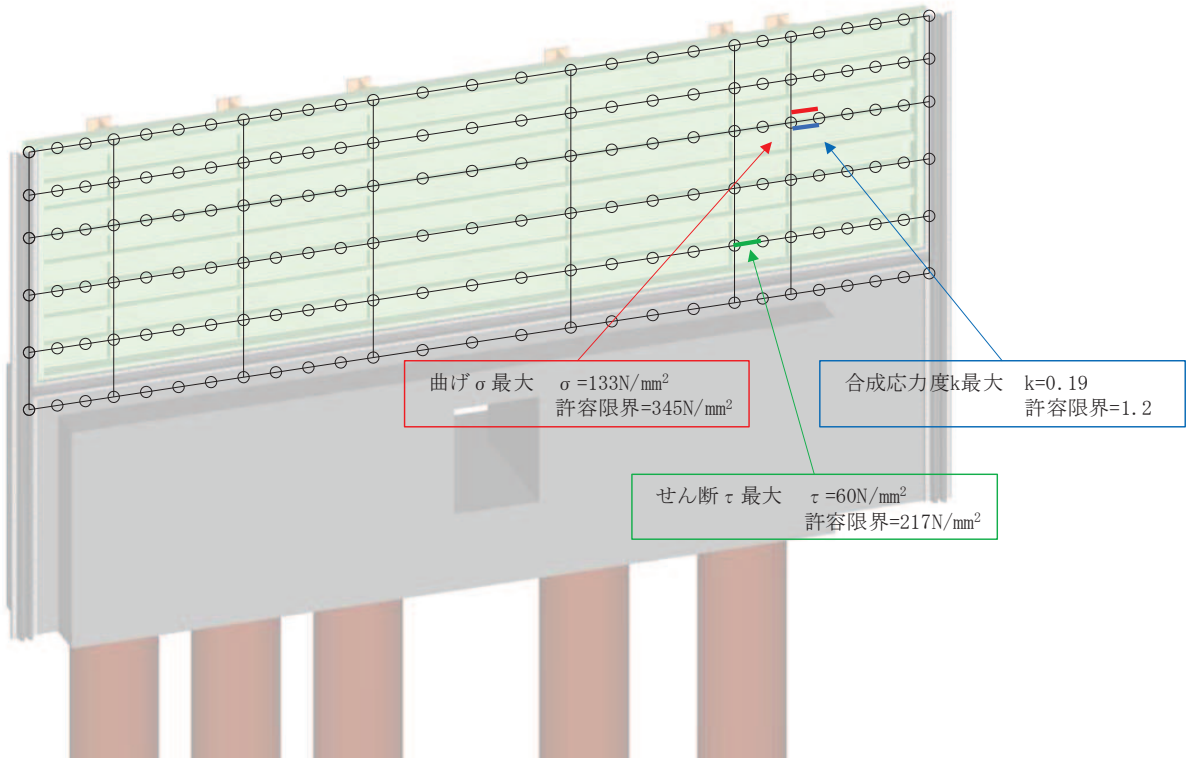 曲げσ最大　σ=133N/mm²
許容限界=345N/mm²
合成応力度k最大　k=0.19
許容限界=1.2
せん断τ最大　τ=60N/mm²
許容限界=217N/mm²